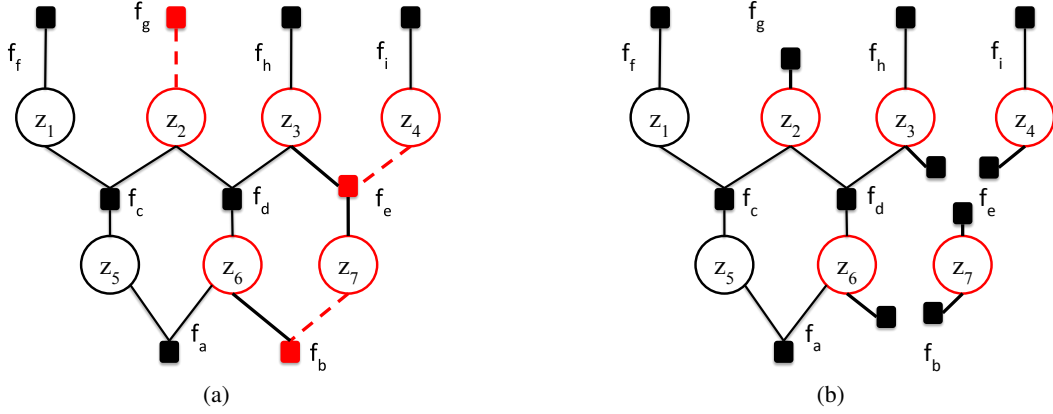 f_f f_g f_h f_i
z_1 z_2 z_3 z_4
f_c f_d f_e
z_5 z_6 z_7
f_a f_b
(a)
f_f f_g f_h f_i
z_1 z_2 z_3 z_4
f_c f_d f_e
z_5 z_6 z_7
f_a f_b
(b)